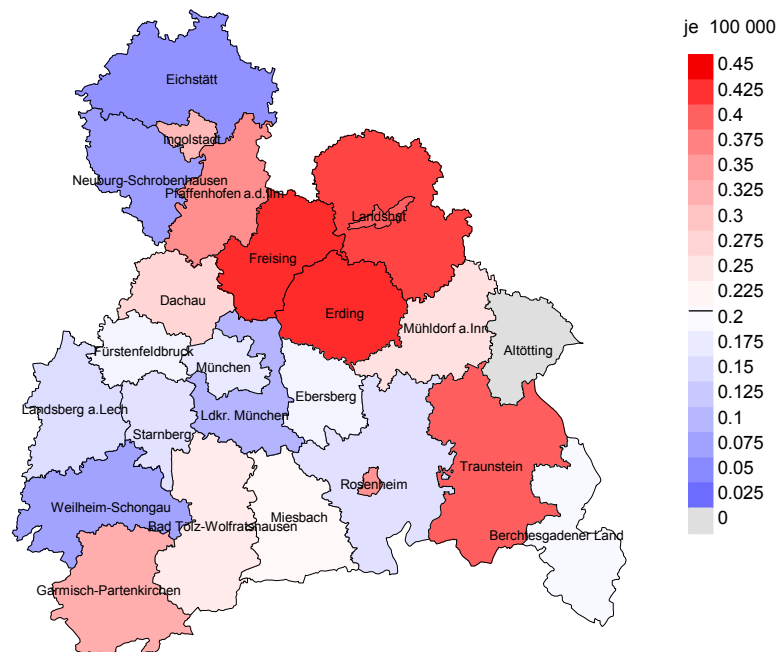 je 100 000
0.45
0.425
0.4
0.375
0.35
0.325
0.3
0.275
0.25
0.225
0.2
0.175
0.15
0.125
0.1
0.075
0.05
0.025
0
Eichstätt
Ingolstadt
Neuburg-Schrobenhausen
Pfaffenhofen a.d.Ilm
Landshut
Freising
Dachau
Erding
Mühldorf a.Inn
Altötting
Fürstenfeldbruck
München
Ebersberg
Landsberg a.Lech
Ldkr. München
Starnberg
Traunstein
Rosenheim
Weilheim-Schongau
Miesbach
Bad Tölz-Wolfratshausen
Berchtesgadener Land
Garmisch-Partenkirchen